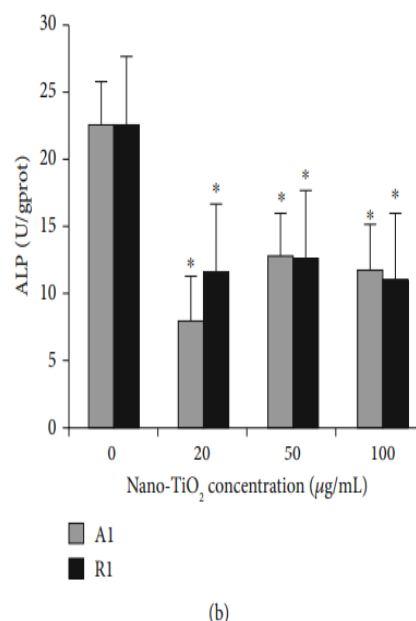 30
25
20
15
10
5
0
ALP (U/gprot)
* * * * * *
0 20 50 100
Nano-TiO₂ concentration (μg/mL)
A1
R1
(b)